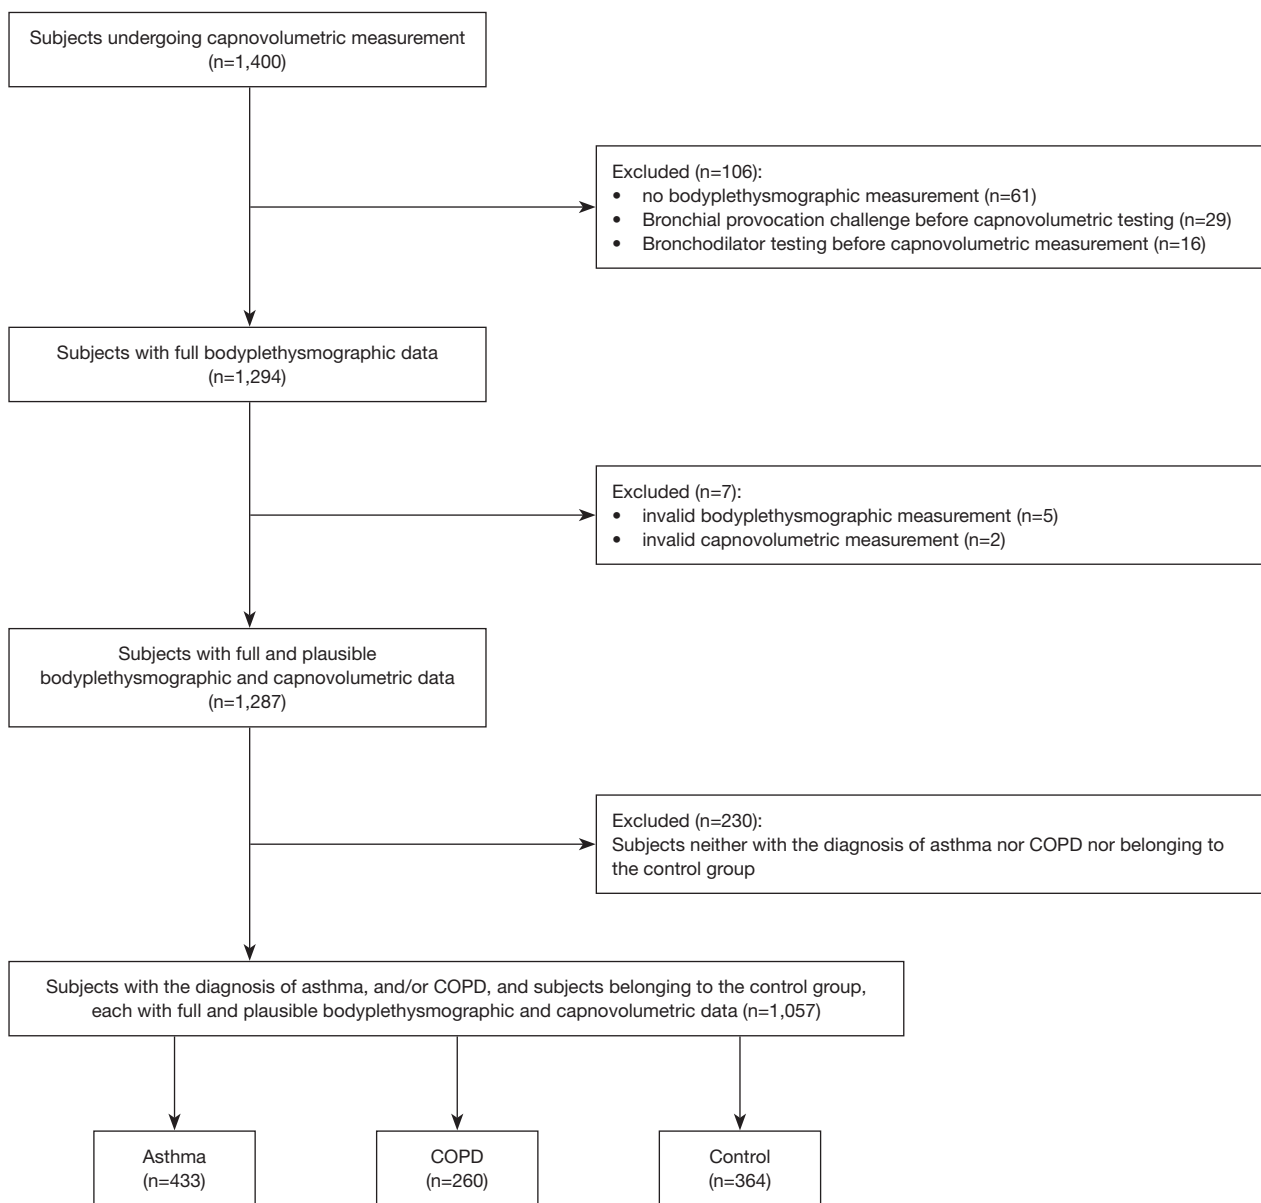 Subjects undergoing capnovolumetric measurement
(n=1,400)
Excluded (n=106):
• no bodyplethysmographic measurement (n=61)
• Bronchial provocation challenge before capnovolumetric testing (n=29)
• Bronchodilator testing before capnovolumetric measurement (n=16)
Subjects with full bodyplethysmographic data
(n=1,294)
Excluded (n=7):
• invalid bodyplethysmographic measurement (n=5)
• invalid capnovolumetric measurement (n=2)
Subjects with full and plausible
bodyplethysmographic and capnovolumetric data
(n=1,287)
Excluded (n=230):
Subjects neither with the diagnosis of asthma nor COPD nor belonging to
the control group
Subjects with the diagnosis of asthma, and/or COPD, and subjects belonging to the control group,
each with full and plausible bodyplethysmographic and capnovolumetric data (n=1,057)
Asthma
(n=433)
COPD
(n=260)
Control
(n=364)